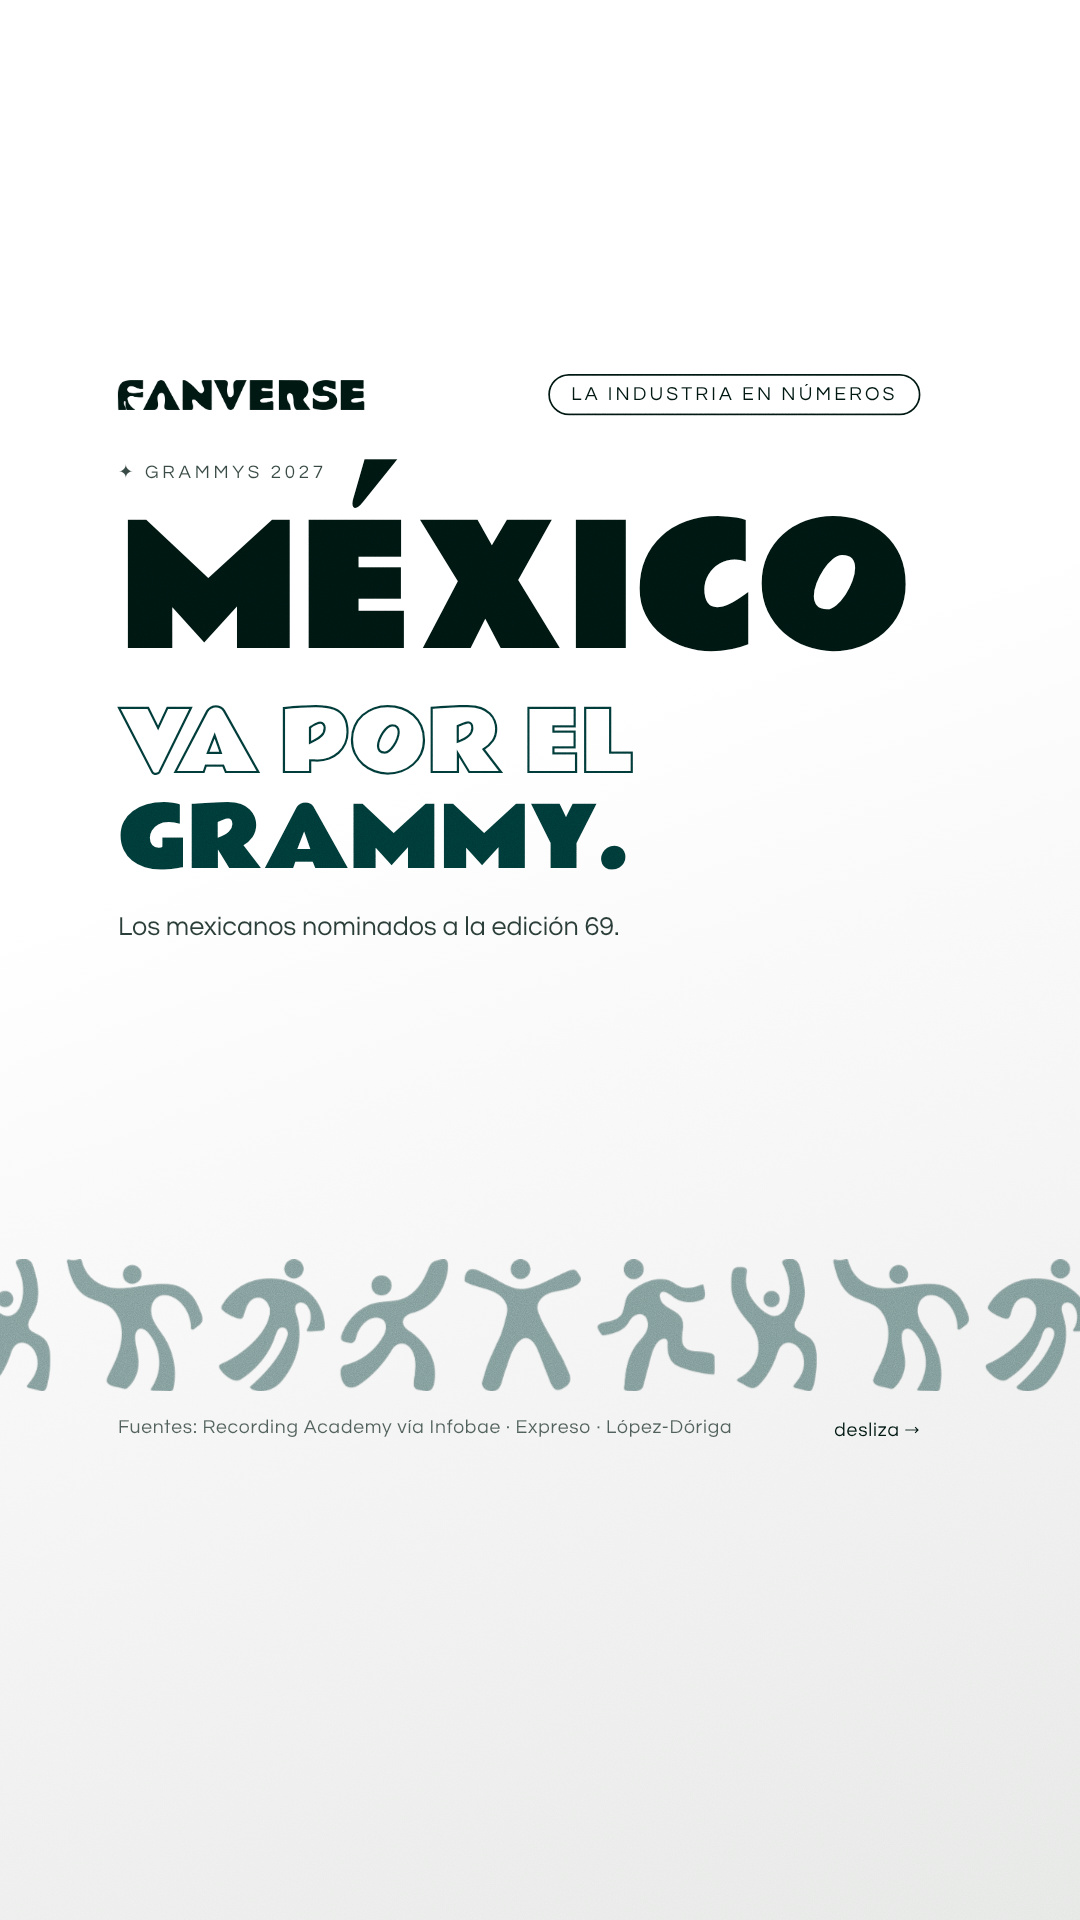 FANVERSE
LA INDUSTRIA EN NÚMEROS
✦ GRAMMYS 2027
MÉXICO
VA POR EL
GRAMMY.
Los mexicanos nominados a la edición 69.
Fuentes: Recording Academy vía Infobae · Expreso · López-Dóriga
desliza →